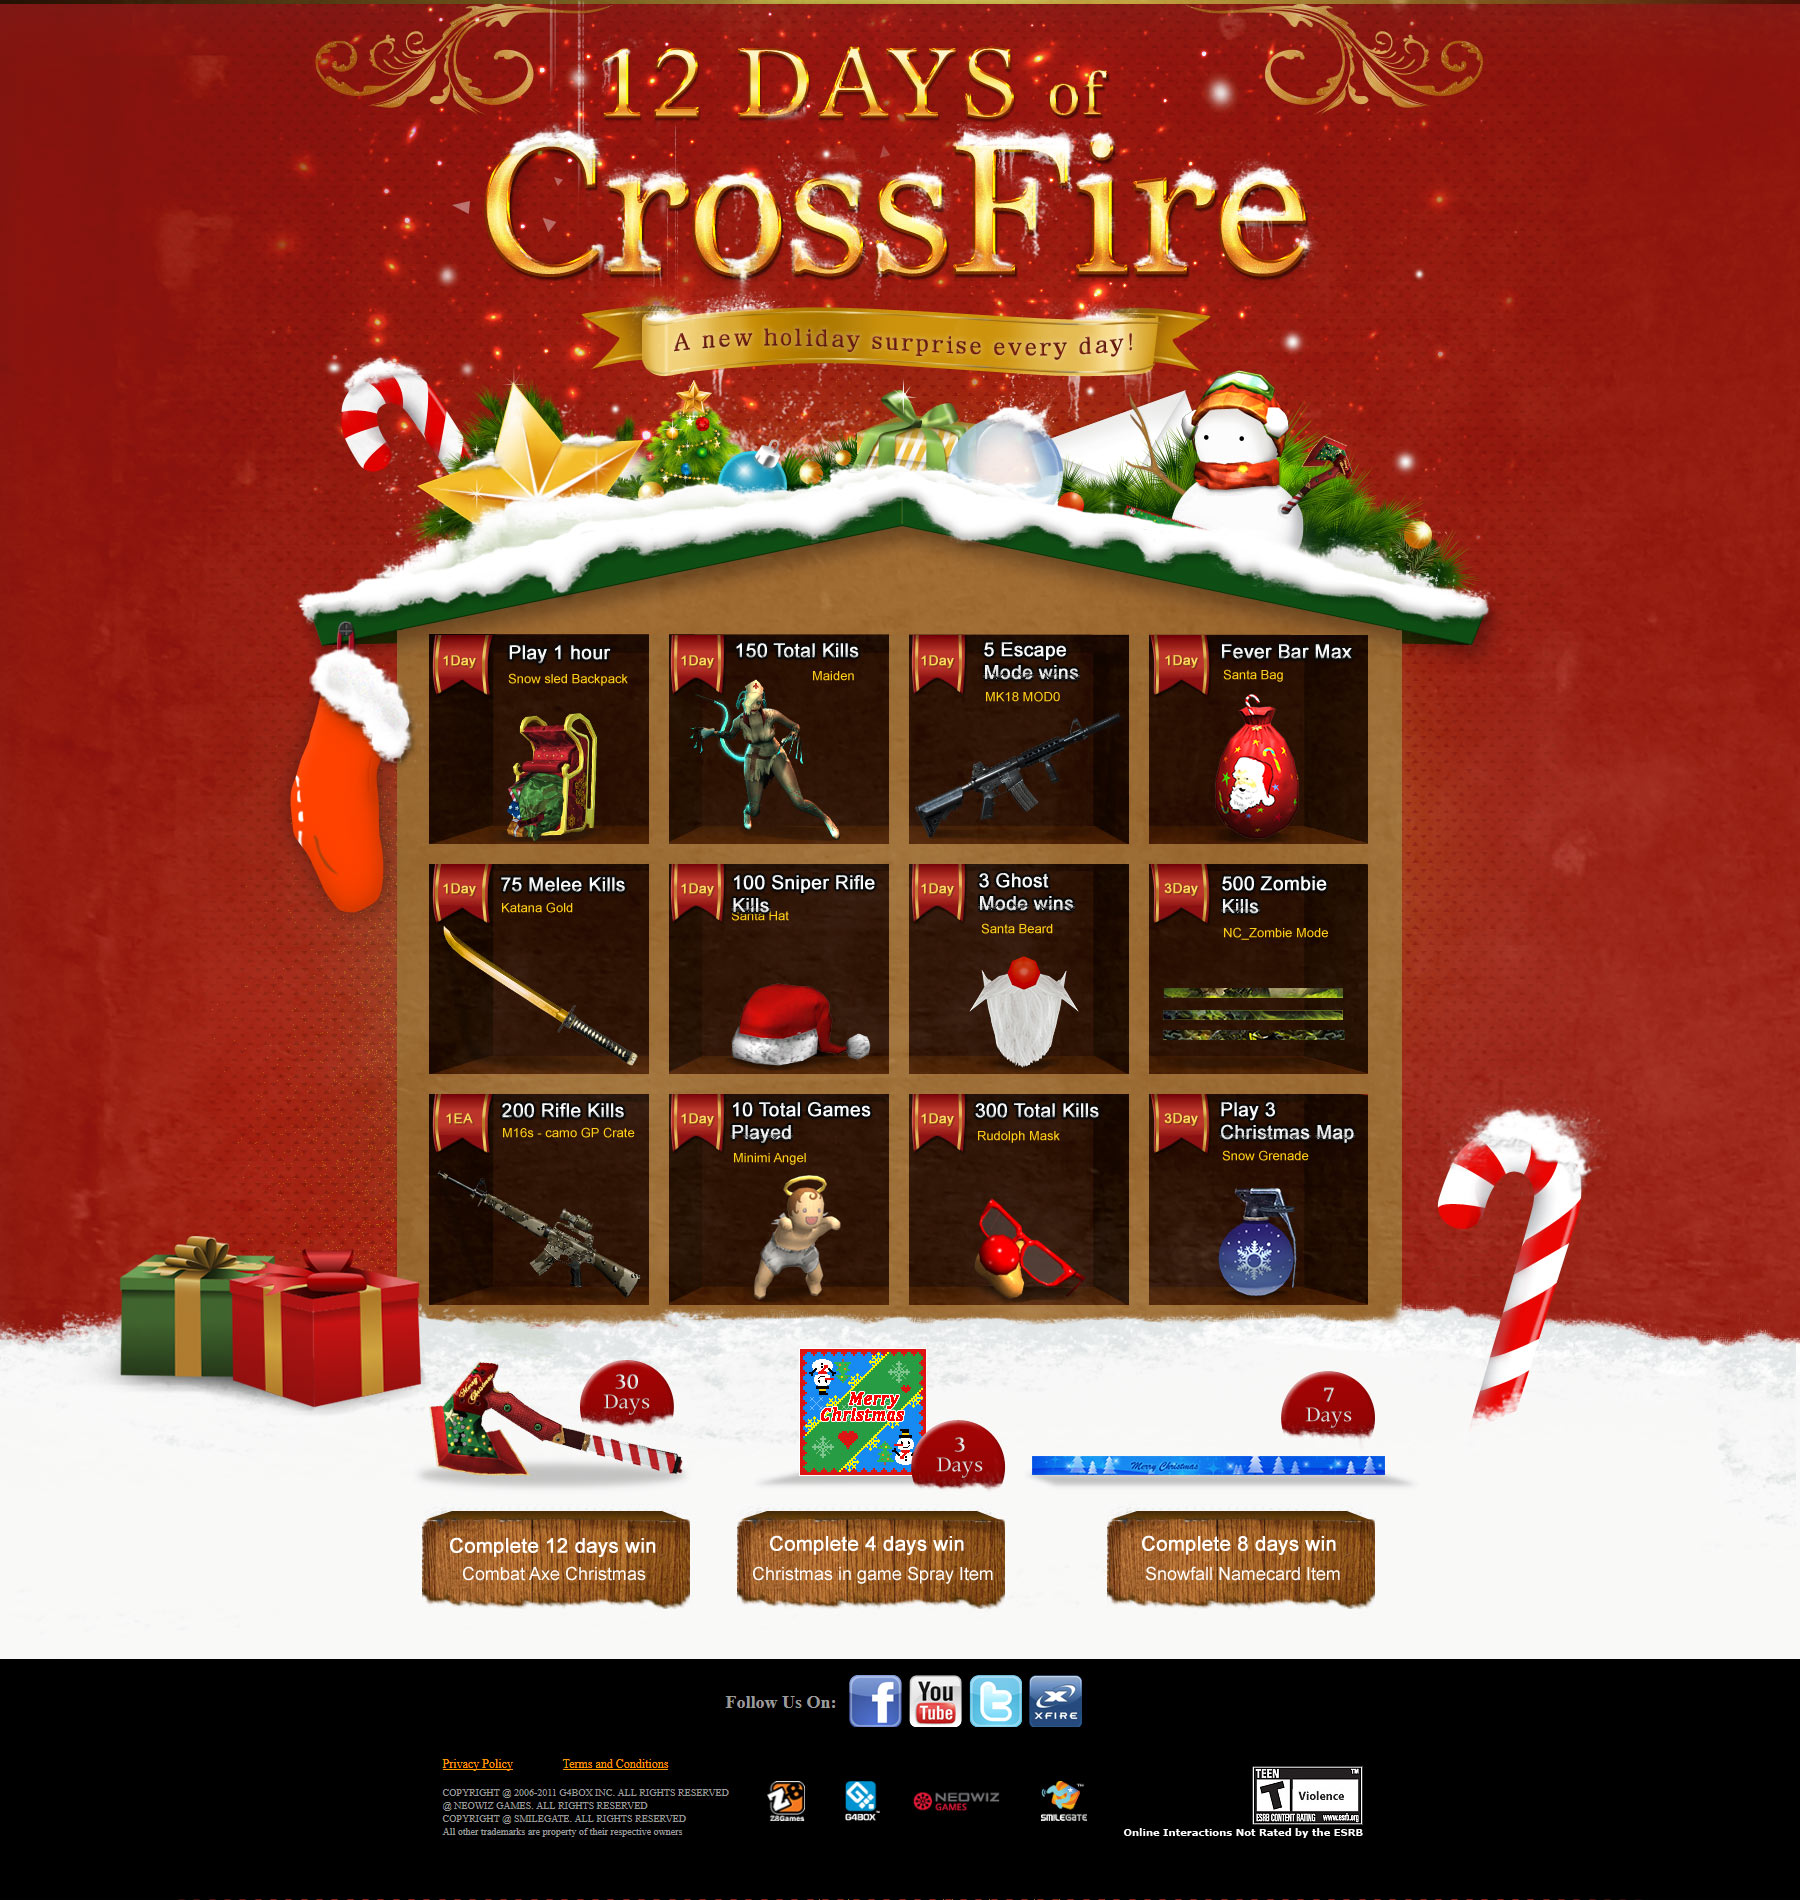 12 DAYS of
CrossFire
A new holiday surprise every day!
1Day
Play 1 hour
Snow sled Backpack
1Day
150 Total Kills
Maiden
1Day
5 Escape
Mode wins
MK18 MOD0
1Day
Fever Bar Max
Santa Bag
1Day
75 Melee Kills
Katana Gold
1Day
100 Sniper Rifle
Kills
Santa Hat
1Day
3 Ghost
Mode wins
Santa Beard
3Day
500 Zombie
Kills
NC_Zombie Mode
1EA
200 Rifle Kills
M16s - camo GP Crate
1Day
10 Total Games
Played
Minimi Angel
1Day
300 Total Kills
Rudolph Mask
3Day
Play 3
Christmas Map
Snow Grenade
30
Days
Merry
Christmas
3
Days
7
Days
Merry Christmas
Complete 12 days win
Combat Axe Christmas
Complete 4 days win
Christmas in game Spray Item
Complete 8 days win
Snowfall Namecard Item
Follow Us On:
f
You
Tube
t
XFIRE
Privacy Policy
Terms and Conditions
COPYRIGHT @ 2006-2011 G4BOX INC. ALL RIGHTS RESERVED
@ NEOWIZ GAMES. ALL RIGHTS RESERVED
COPYRIGHT @ SMILEGATE. ALL RIGHTS RESERVED
All other trademarks are property of their respective owners
Z8Games
G4BOX
NEOWIZ
GAMES
SMILEGATE
TEEN
T
Violence
ESRB CONTENT RATING www.esrb.org
Online Interactions Not Rated by the ESRB